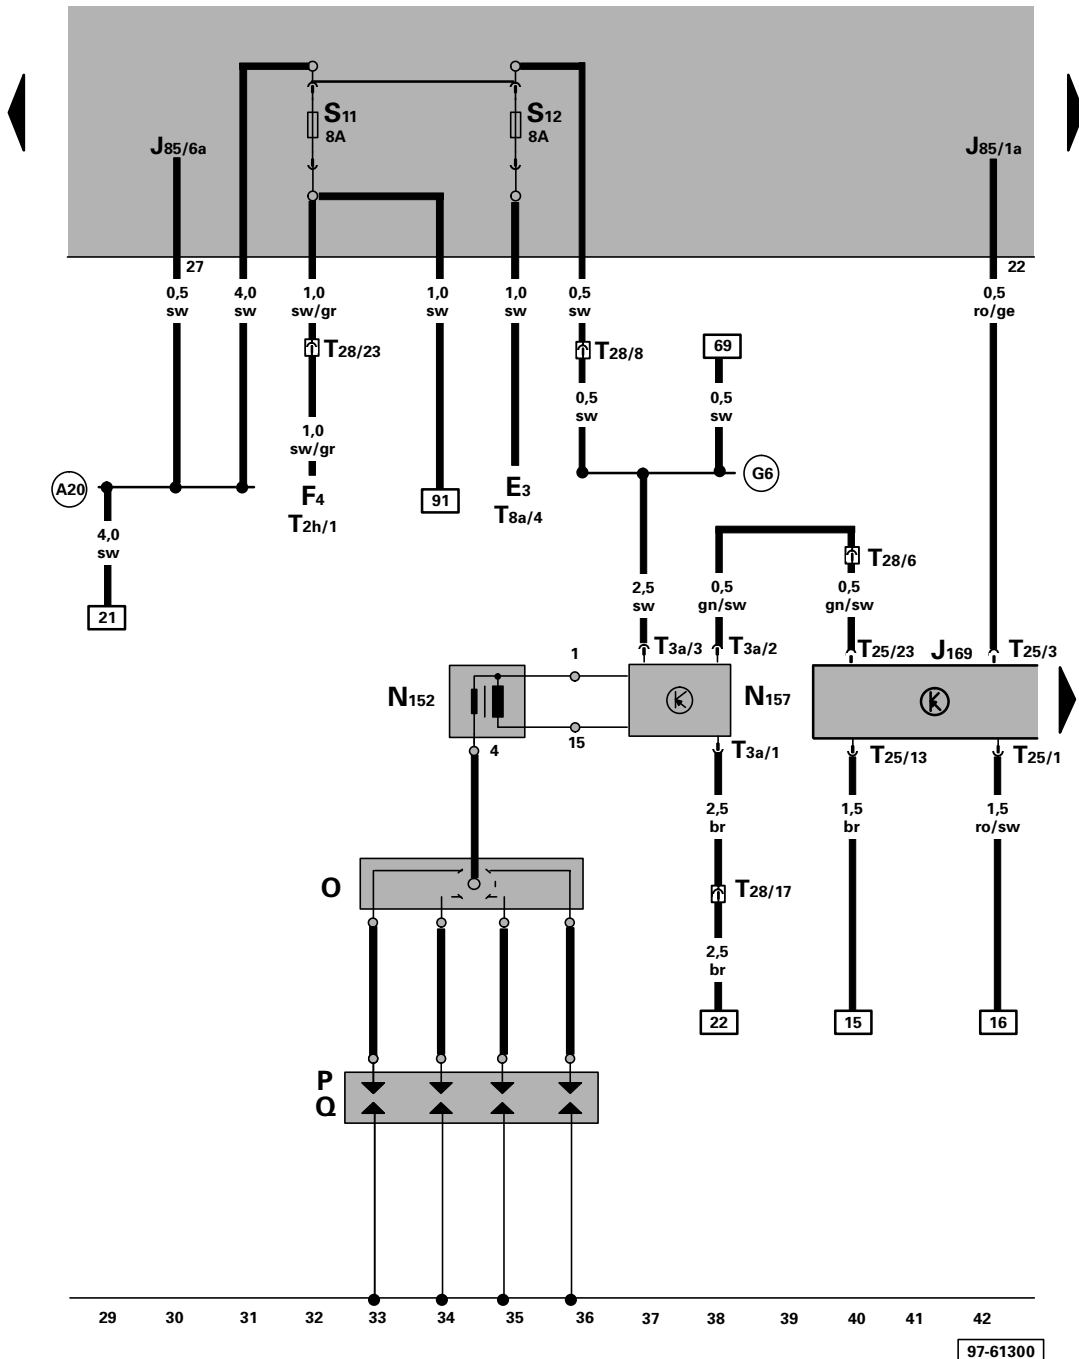 S11
8A
S12
8A
J85/6a
J85/1a
27
22
0,5
sw
4,0
sw
1,0
sw/gr
1,0
sw
1,0
sw
0,5
sw
0,5
ro/ge
T28/23
T28/8
69
0,5
sw
0,5
sw
1,0
sw/gr
A20
F4
T2h/1
91
E3
T8a/4
G6
4,0
sw
21
T28/6
2,5
sw
0,5
gn/sw
0,5
gn/sw
T3a/3
T3a/2
T25/23
J169
T25/3
1
N152
N157
15
4
T3a/1
T25/13
T25/1
2,5
br
1,5
br
1,5
ro/sw
O
T28/17
2,5
br
22
15
16
P
Q
29 30 31 32 33 34 35 36 37 38 39 40 41 42
97-61300